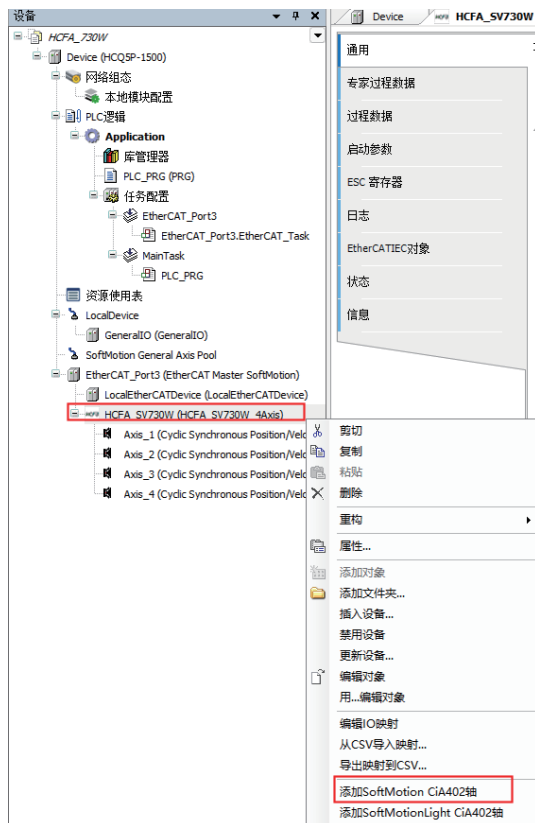 设备
HCFA_730W
Device (HCQ5P-1500)
网络组态
本地模块配置
PLC逻辑
Application
库管理器
PLC_PRG (PRG)
任务配置
EtherCAT_Port3
EtherCAT_Port3.EtherCAT_Task
MainTask
PLC_PRG
资源使用表
LocalDevice
GeneralIO (GeneralIO)
SoftMotion General Axis Pool
EtherCAT_Port3 (EtherCAT Master SoftMotion)
LocalEtherCATDevice (LocalEtherCATDevice)
HCFA_SV730W (HCFA_SV730W_4Axis)
Axis_1 (Cyclic Synchronous Position/Velo
Axis_2 (Cyclic Synchronous Position/Velo
Axis_3 (Cyclic Synchronous Position/Velo
Axis_4 (Cyclic Synchronous Position/Velo
Device
HCFA_SV730W
通用
专家过程数据
过程数据
启动参数
ESC 寄存器
日志
EtherCATIEC对象
状态
信息
剪切
复制
粘贴
删除
重构
属性...
添加对象
添加文件夹...
插入设备...
禁用设备
更新设备...
编辑对象
用...编辑对象
编辑IO映射
从CSV导入映射...
导出映射到CSV...
添加SoftMotion CiA402轴
添加SoftMotionLight CiA402轴